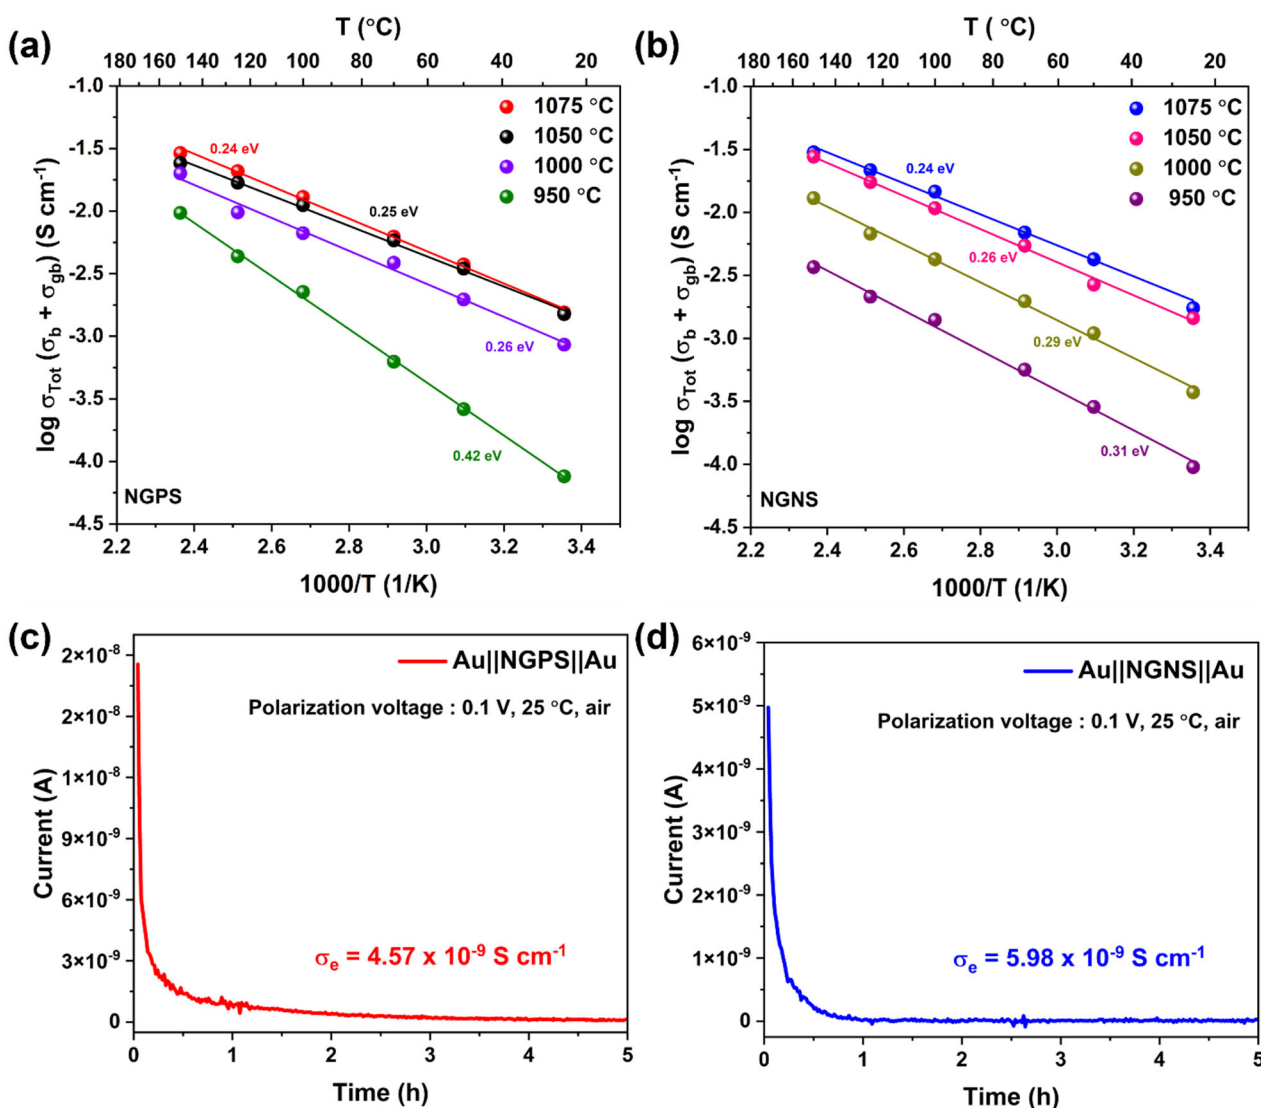 (a)
T (°C)
180 160 140 120 100 80 60 40 20
-1.0
-1.5
-2.0
-2.5
-3.0
-3.5
-4.0
-4.5
log σTot (σb + σgb) (S cm-1)
1075 °C
1050 °C
1000 °C
950 °C
0.24 eV
0.25 eV
0.26 eV
0.42 eV
NGPS
2.2 2.4 2.6 2.8 3.0 3.2 3.4
1000/T (1/K)
(b)
T (°C)
180 160 140 120 100 80 60 40 20
-1.0
-1.5
-2.0
-2.5
-3.0
-3.5
-4.0
-4.5
log σTot (σb + σgb) (S cm-1)
1075 °C
1050 °C
1000 °C
950 °C
0.24 eV
0.26 eV
0.29 eV
0.31 eV
NGNS
2.2 2.4 2.6 2.8 3.0 3.2 3.4
1000/T (1/K)
(c)
2×10-8
2×10-8
1×10-8
9×10-9
6×10-9
3×10-9
0
Current (A)
Au||NGPS||Au
Polarization voltage : 0.1 V, 25 °C, air
σe = 4.57 x 10-9 S cm-1
0 1 2 3 4 5
Time (h)
(d)
6×10-9
5×10-9
4×10-9
3×10-9
2×10-9
1×10-9
0
Current (A)
Au||NGNS||Au
Polarization voltage : 0.1 V, 25 °C, air
σe = 5.98 x 10-9 S cm-1
0 1 2 3 4 5
Time (h)